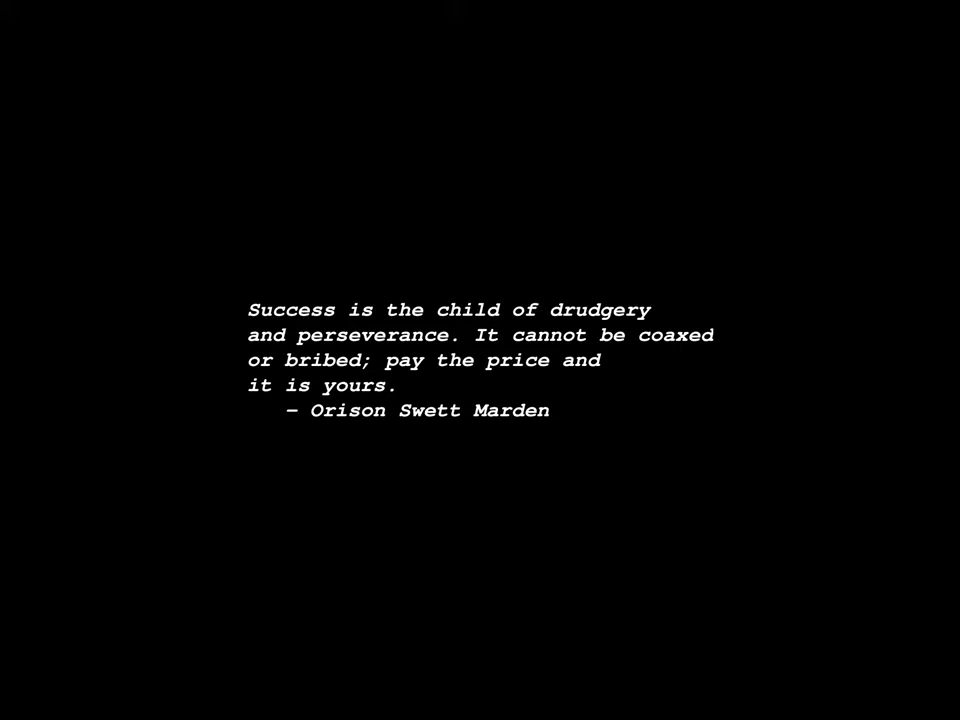 Success is the child of drudgery
and perseverance. It cannot be coaxed
or bribed; pay the price and
it is yours.
– Orison Swett Marden